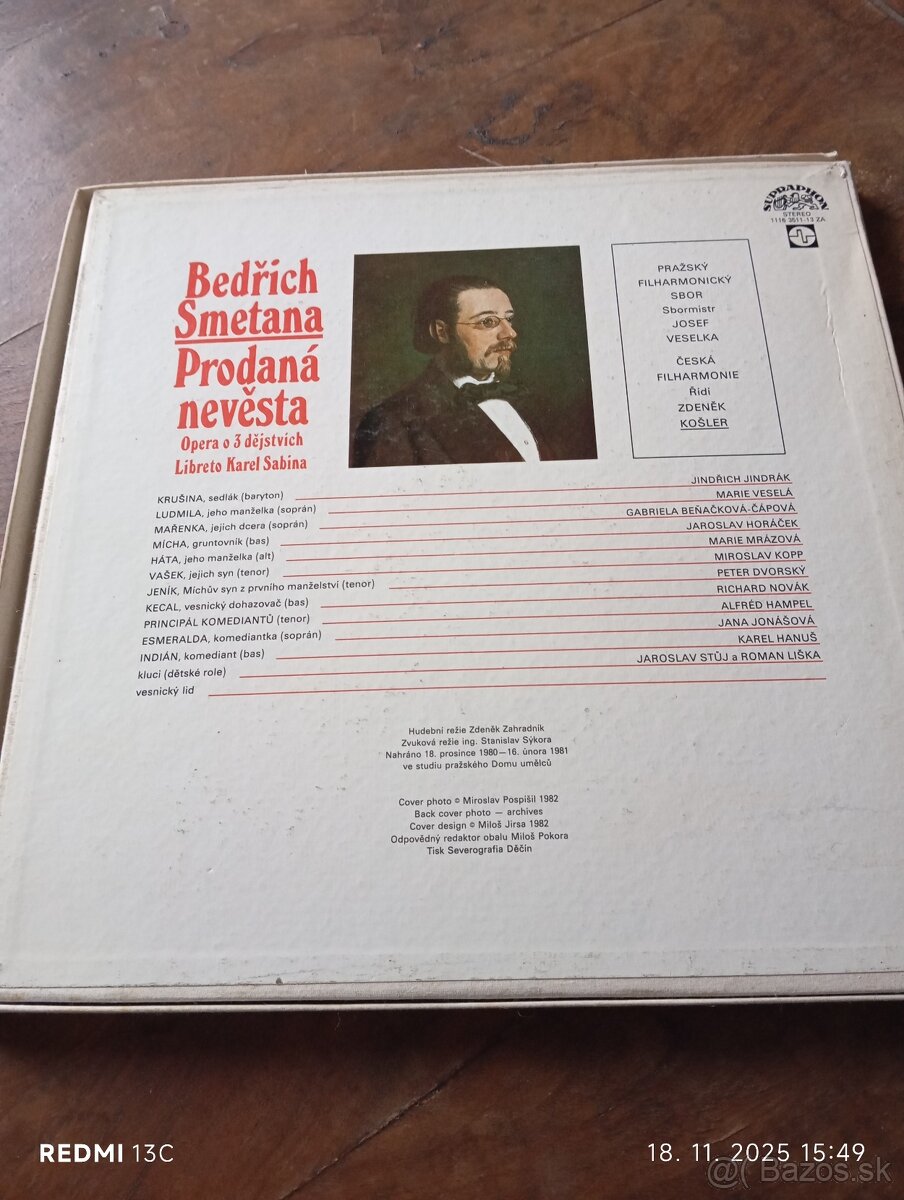 SUPRAPHON
STEREO
1116 3511-13 ZA
Bedřich
Smetana
Prodaná
nevěsta
Opera o 3 dějstvích
Libreto Karel Sabina
PRAŽSKÝ
FILHARMONICKÝ
SBOR
Sbormistr
JOSEF
VESELKA
ČESKÁ
FILHARMONIE
Řídí
ZDENĚK
KOŠLER
KRUŠINA, sedlák (baryton) JINDŘICH JINDRÁK
LUDMILA, jeho manželka (soprán) MARIE VESELÁ
MAŘENKA, jejich dcera (soprán) GABRIELA BEŇAČKOVÁ-ČÁPOVÁ
MÍCHA, gruntovník (bas) JAROSLAV HORÁČEK
HÁTA, jeho manželka (alt) MARIE MRÁZOVÁ
VAŠEK, jejich syn (tenor) MIROSLAV KOPP
JENÍK, Míchův syn z prvního manželství (tenor) PETER DVORSKÝ
KECAL, vesnický dohazovač (bas) RICHARD NOVÁK
PRINCIPÁL KOMEDIANTŮ (tenor) ALFRÉD HAMPEL
ESMERALDA, komediantka (soprán) JANA JONÁŠOVÁ
INDIÁN, komediant (bas) KAREL HANUŠ
kluci (dětské role) JAROSLAV STŮJ a ROMAN LIŠKA
vesnický lid
Hudební režie Zdeněk Zahradník
Zvuková režie ing. Stanislav Sýkora
Nahráno 18. prosince 1980—16. února 1981
ve studiu pražského Domu umělců
Cover photo © Miroslav Pospíšil 1982
Back cover photo — archives
Cover design © Miloš Jirsa 1982
Odpovědný redaktor obalu Miloš Pokora
Tisk Severografia Děčín
REDMI 13C
18. 11. 2025 15:49
Bazos.sk